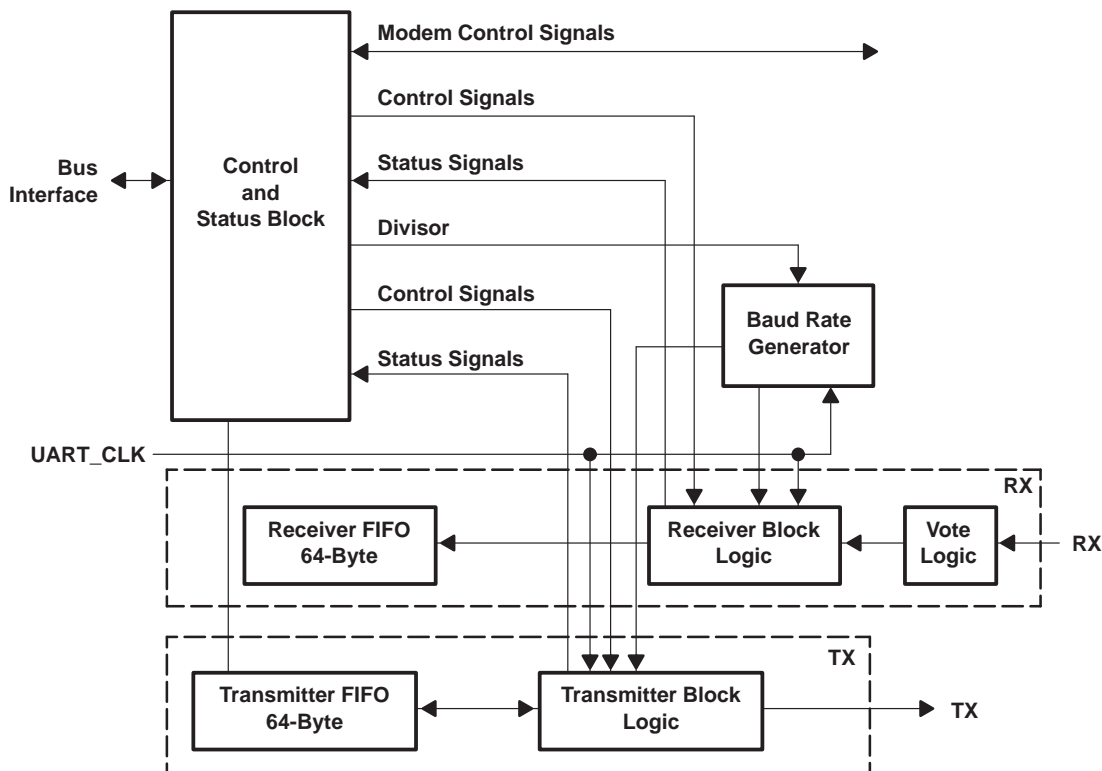 Modem Control Signals
Control Signals
Bus
Interface
Control
and
Status Block
Status Signals
Divisor
Control Signals
Baud Rate
Generator
Status Signals
UART_CLK
RX
Receiver FIFO
64-Byte
Receiver Block
Logic
Vote
Logic
RX
TX
Transmitter FIFO
64-Byte
Transmitter Block
Logic
TX